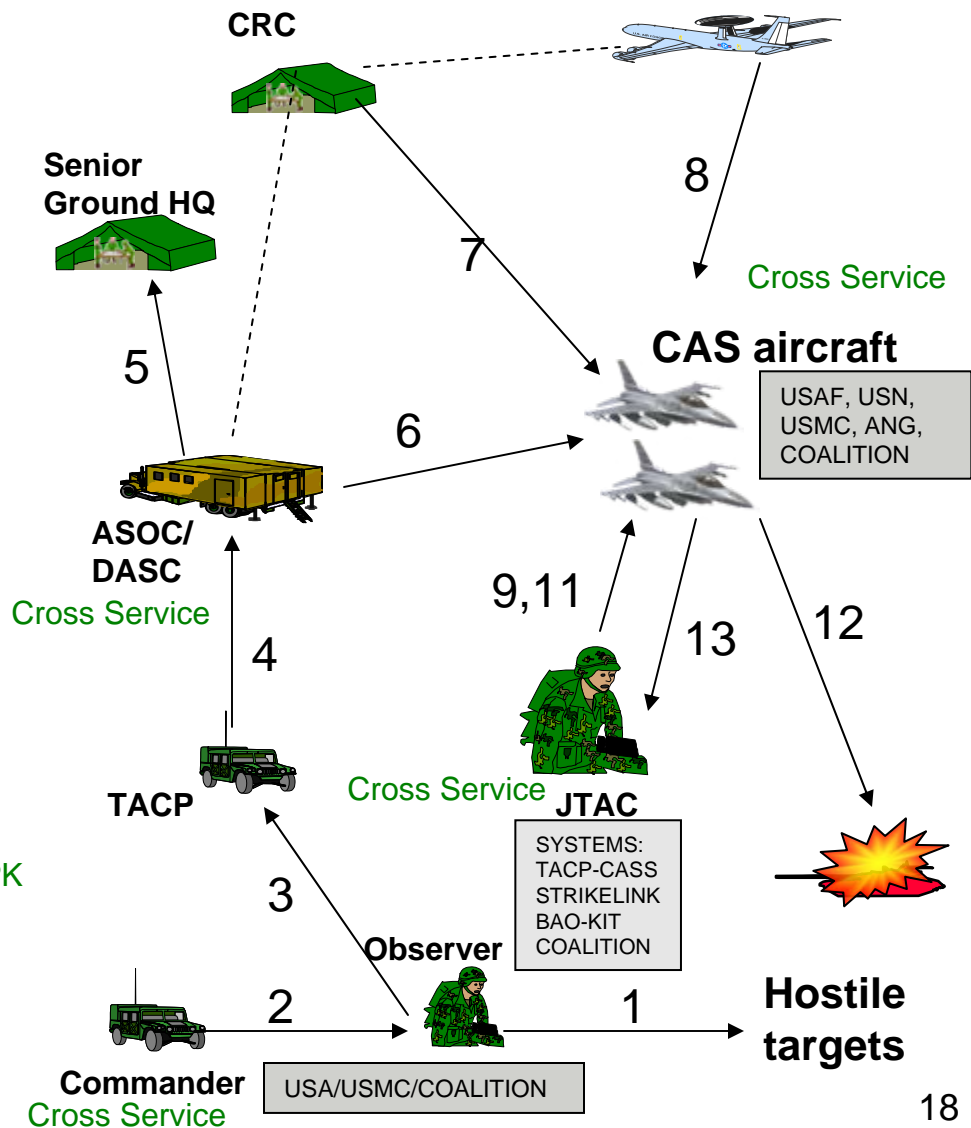 CRC
Senior
Ground HQ
8
7
Cross Service
CAS aircraft
USAF, USN,
USMC, ANG,
COALITION
5
6
ASOC/
DASC
Cross Service
9,11
13
12
4
TACP
Cross Service
JTAC
SYSTEMS:
TACP-CASS
STRIKELINK
BAO-KIT
COALITION
3
Observer
2
1
Hostile
targets
Commander
USA/USMC/COALITION
Cross Service
18